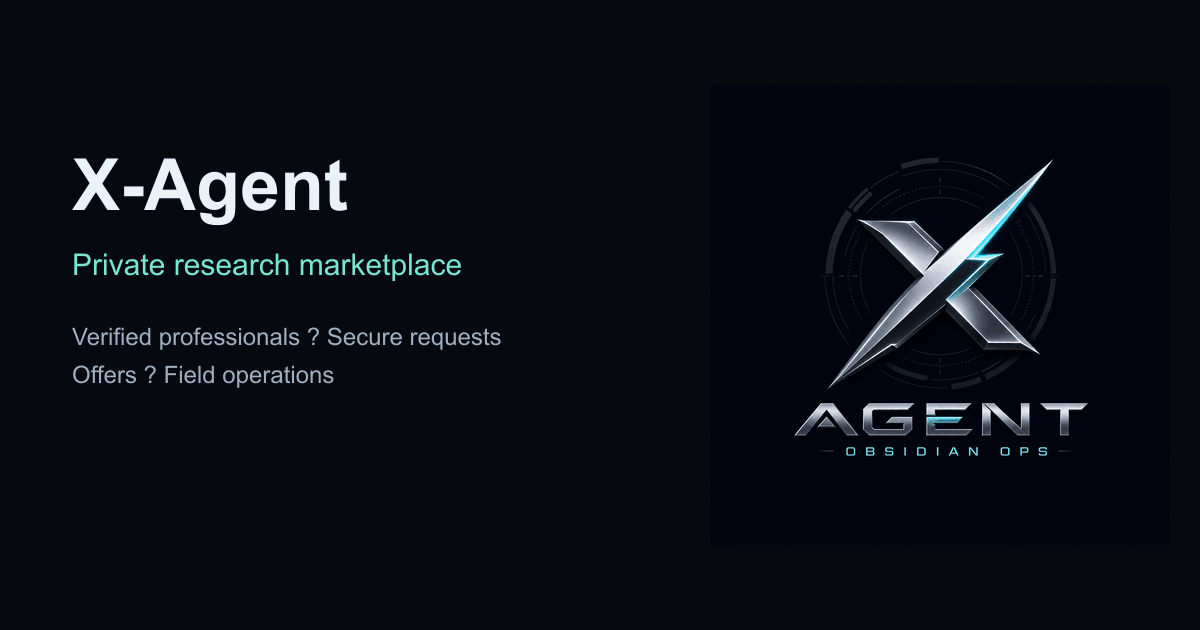 X-Agent
Private research marketplace
Verified professionals ? Secure requests
Offers ? Field operations
AGENT
OBSIDIAN OPS